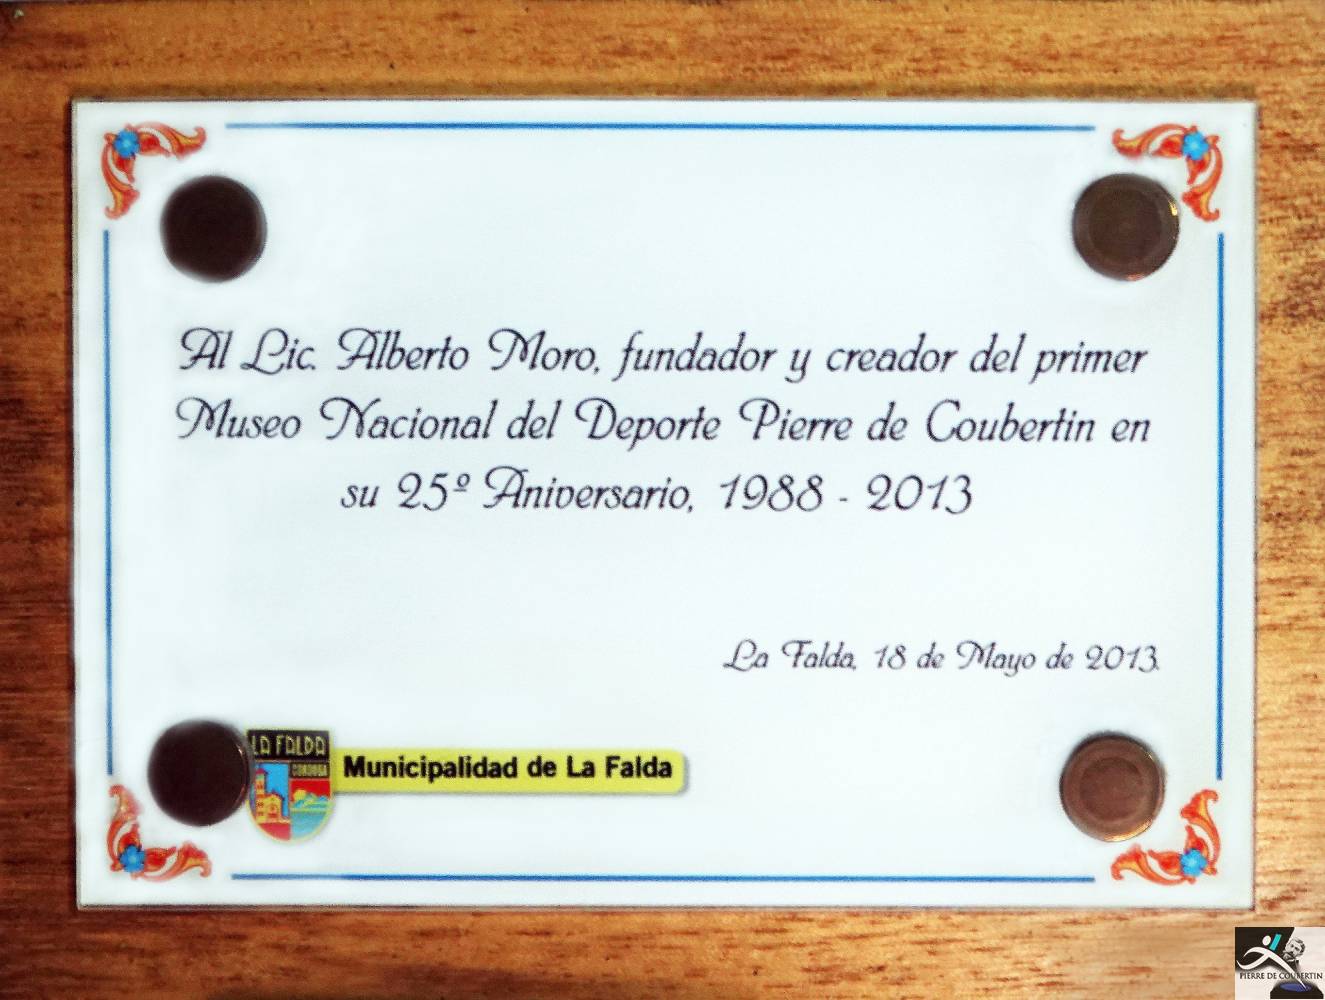 Al Lic. Alberto Moro, fundador y creador del primer
Museo Nacional del Deporte Pierre de Coubertin en
su 25º Aniversario, 1988 - 2013
La Falda, 18 de Mayo de 2013.
LA FALDA
CORDOBA
Municipalidad de La Falda
PIERRE DE COUBERTIN